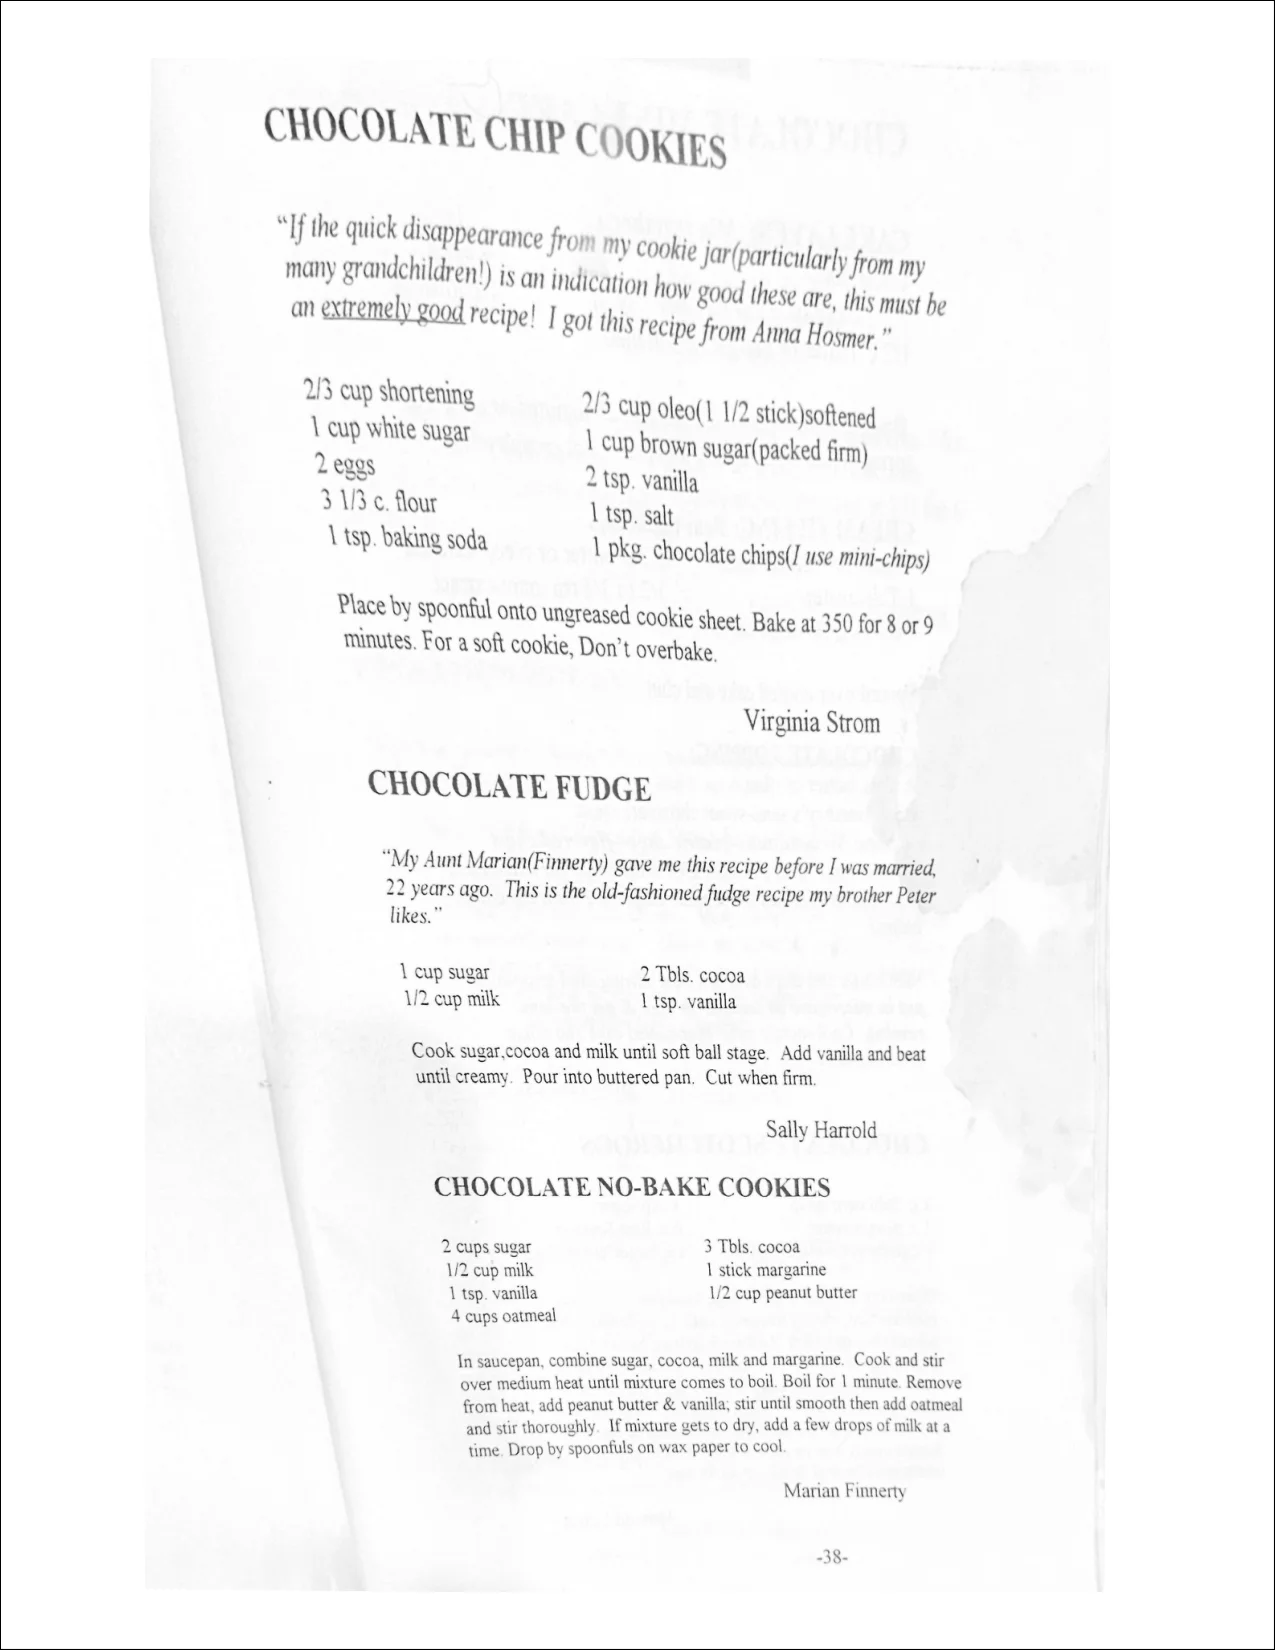 CHOCOLATE CHIP COOKIES
“If the quick disappearance from my cookie jar(particularly from my
many grandchildren!) is an indication how good these are, this must be
an extremely good recipe! I got this recipe from Anna Hosmer.”
2/3 cup shortening 2/3 cup oleo(1 1/2 stick)softened
1 cup white sugar 1 cup brown sugar(packed firm)
2 eggs 2 tsp. vanilla
3 1/3 c. flour 1 tsp. salt
1 tsp. baking soda 1 pkg. chocolate chips(I use mini-chips)
Place by spoonful onto ungreased cookie sheet. Bake at 350 for 8 or 9
minutes. For a soft cookie, Don’t overbake.
Virginia Strom
CHOCOLATE FUDGE
“My Aunt Marian(Finnerty) gave me this recipe before I was married,
22 years ago. This is the old-fashioned fudge recipe my brother Peter
likes.”
1 cup sugar 2 Tbls. cocoa
1/2 cup milk 1 tsp. vanilla
Cook sugar,cocoa and milk until soft ball stage. Add vanilla and beat
until creamy. Pour into buttered pan. Cut when firm.
Sally Harrold
CHOCOLATE NO-BAKE COOKIES
2 cups sugar 3 Tbls. cocoa
1/2 cup milk 1 stick margarine
1 tsp. vanilla 1/2 cup peanut butter
4 cups oatmeal
In saucepan, combine sugar, cocoa, milk and margarine. Cook and stir
over medium heat until mixture comes to boil. Boil for 1 minute. Remove
from heat, add peanut butter & vanilla; stir until smooth then add oatmeal
and stir thoroughly. If mixture gets to dry, add a few drops of milk at a
time. Drop by spoonfuls on wax paper to cool.
Marian Finnerty
-38-